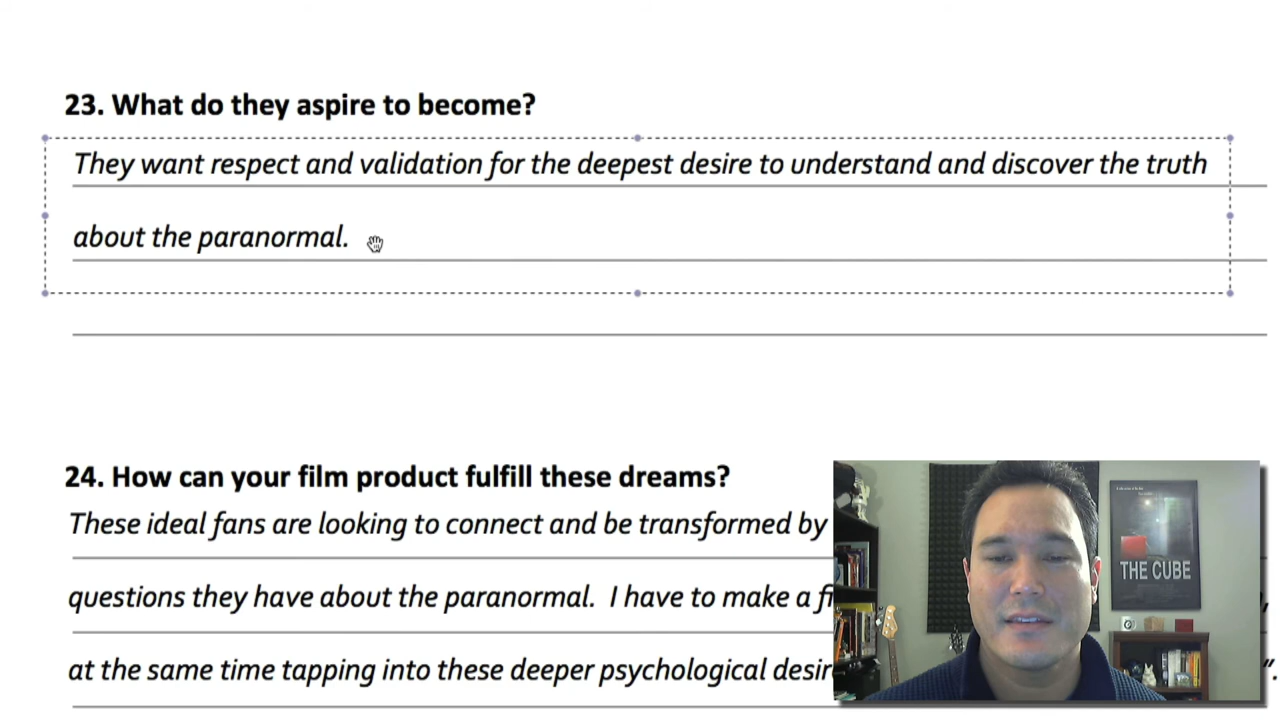 23. What do they aspire to become?
They want respect and validation for the deepest desire to understand and discover the truth
about the paranormal.
24. How can your film product fulfill these dreams?
These ideal fans are looking to connect and be transformed by
questions they have about the paranormal. I have to make a
at the same time tapping into these deeper psychological
THE CUBE